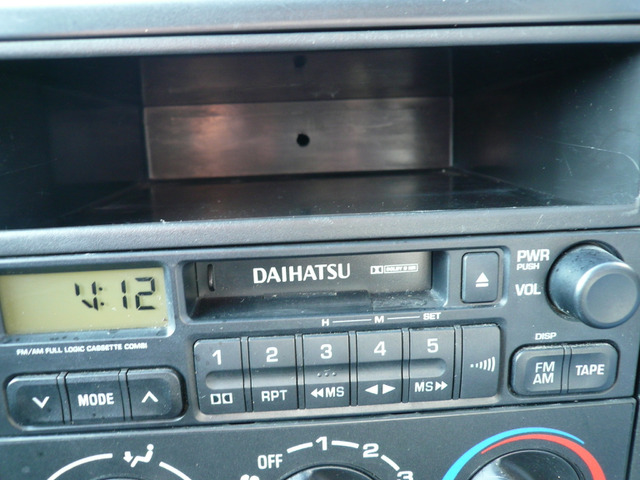 DAIHATSU DOLBY B NR
PWR
PUSH
VOL
4:12
H M SET
FM/AM FULL LOGIC CASSETTE COMBI
DISP
1 2 3 4 5
RPT ◀◀MS ◀▶ MS▶▶
MODE
FM
AM
TAPE
OFF 1 2 3